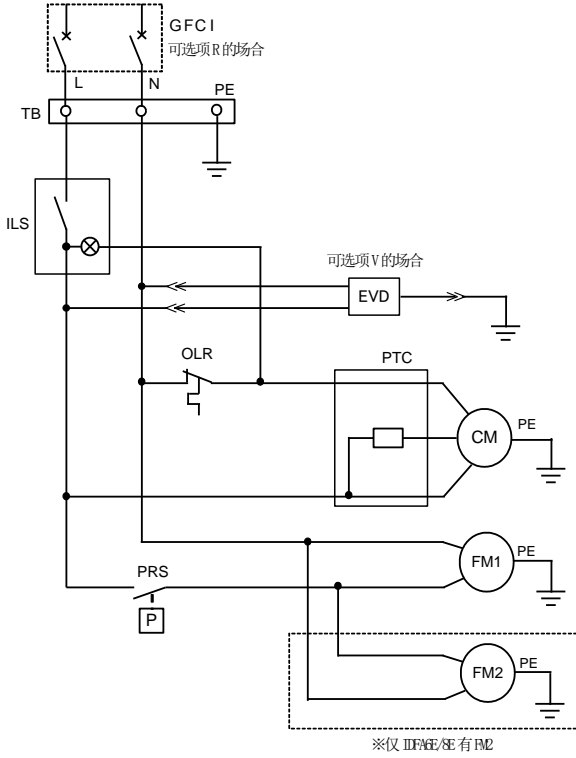 GFCI
可选项R的场合
L
N
PE
TB
ILS
可选项V的场合
EVD
OLR
PTC
CM
PE
FM1
PE
PRS
P
FM2
PE
※仅IDFA6E/8E有FM2